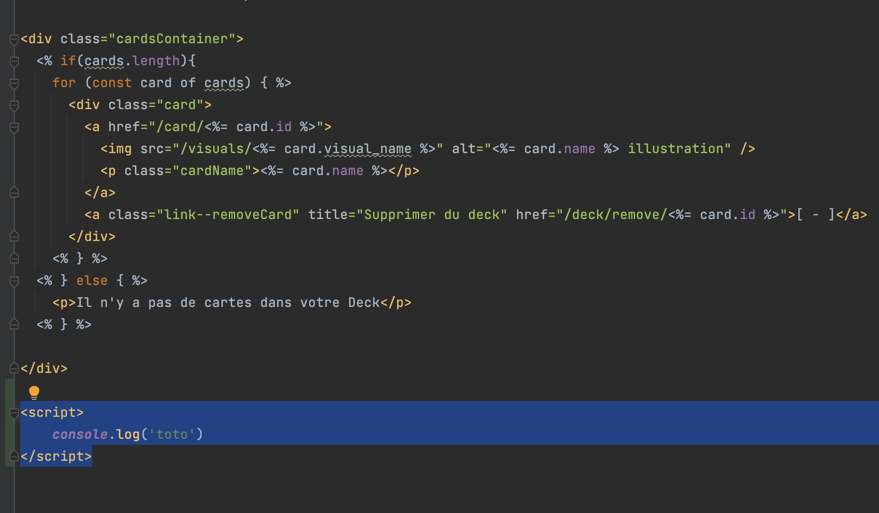 <div class="cardsContainer">
<% if(cards.length){
for (const card of cards) { %>
<div class="card">
<a href="/card/<%= card.id %>">
<img src="/visuals/<%= card.visual_name %>" alt="<%= card.name %> illustration" />
<p class="cardName"><%= card.name %></p>
</a>
<a class="link--removeCard" title="Supprimer du deck" href="/deck/remove/<%= card.id %>">[ - ]</a>
</div>
<% } %>
<% } else { %>
<p>Il n'y a pas de cartes dans votre Deck</p>
<% } %>
</div>
<script>
console.log('toto')
</script>